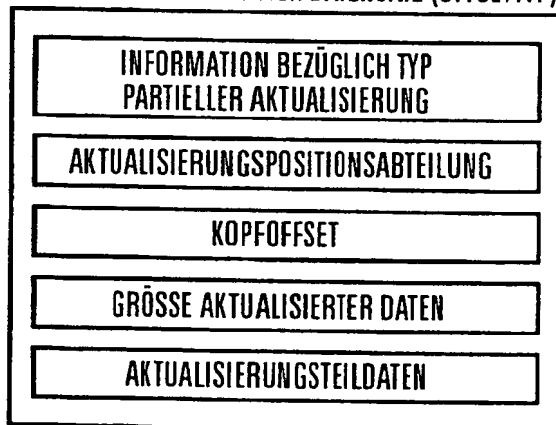 INFORMATION BEZÜGLICH TYP
PARTIELLER AKTUALISIERUNG
AKTUALISIERUNGSPOSITIONSABTEILUNG
KOPFOFFSET
GRÖSSE AKTUALISIERTER DATEN
AKTUALISIERUNGSTEILDATEN